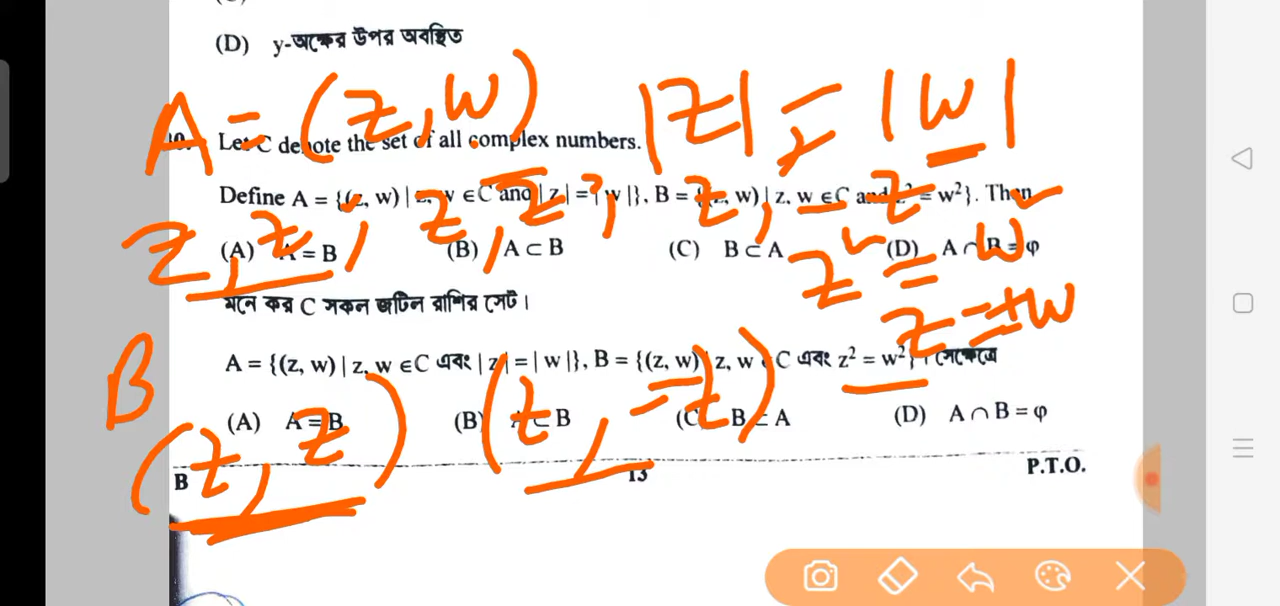 (D) y-অক্ষের উপর অবস্থিত
A = (z, w) |z| = |w|
Let C denote the set of all complex numbers.
Define A = {(z, w) | z, w ∈C and | z | = | w |}, B = {(z, w) | z, w ∈C and z² = w²}. Then
z, z, z, z̄, z, -z
(A) A = B (B) A ⊂ B (C) B ⊂ A (D) A ∩ B = φ
z² = w²
z = ±w
মনে কর C সকল জটিল রাশির সেট।
A = {(z, w) | z, w ∈C এবং | z | = | w |}, B = {(z, w) | z, w ∈ C এবং z² = w²}। সেক্ষেত্রে
B (z, z) (z, -z)
(A) A = B (B) A ⊂ B (C) B ⊂ A (D) A ∩ B = φ
B 13 P.T.O.